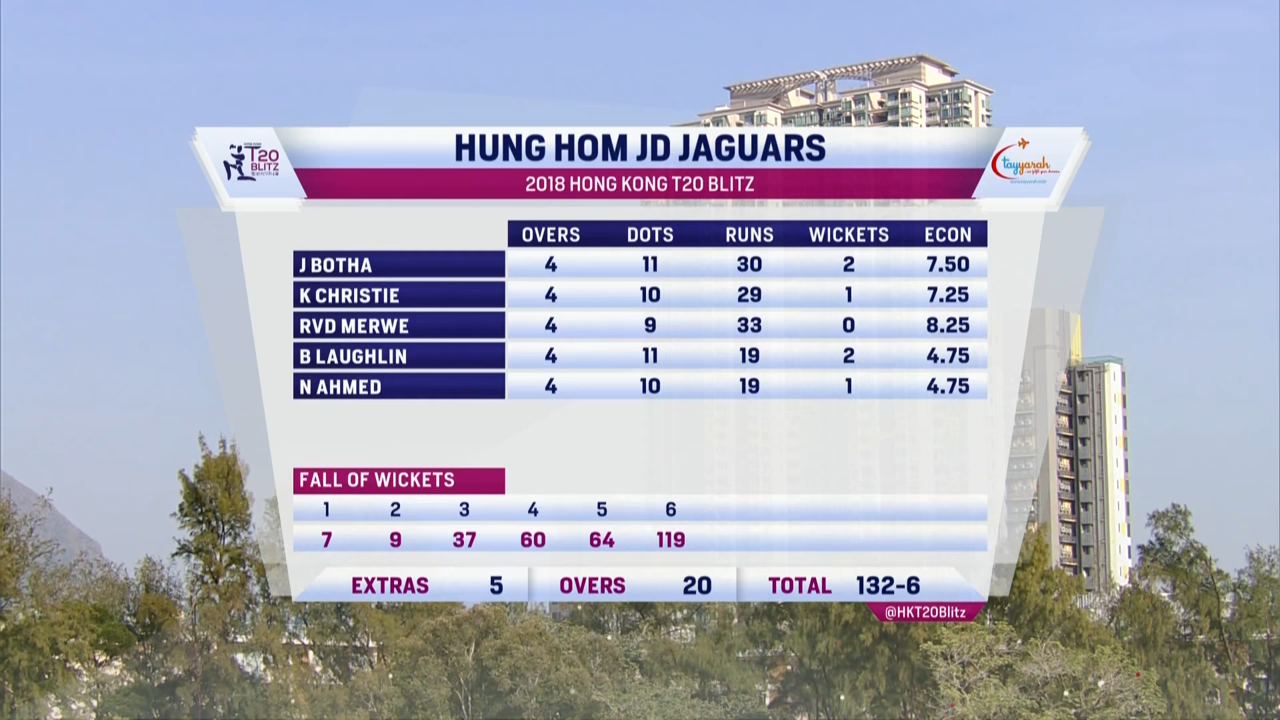 HUNG HOM JD JAGUARS
T20
BLITZ
tayyarah
2018 HONG KONG T20 BLITZ
OVERS DOTS RUNS WICKETS ECON
J BOTHA 4 11 30 2 7.50
K CHRISTIE 4 10 29 1 7.25
RVD MERWE 4 9 33 0 8.25
B LAUGHLIN 4 11 19 2 4.75
N AHMED 4 10 19 1 4.75
FALL OF WICKETS
1 2 3 4 5 6
7 9 37 60 64 119
EXTRAS 5 OVERS 20 TOTAL 132-6
@HKT20Blitz